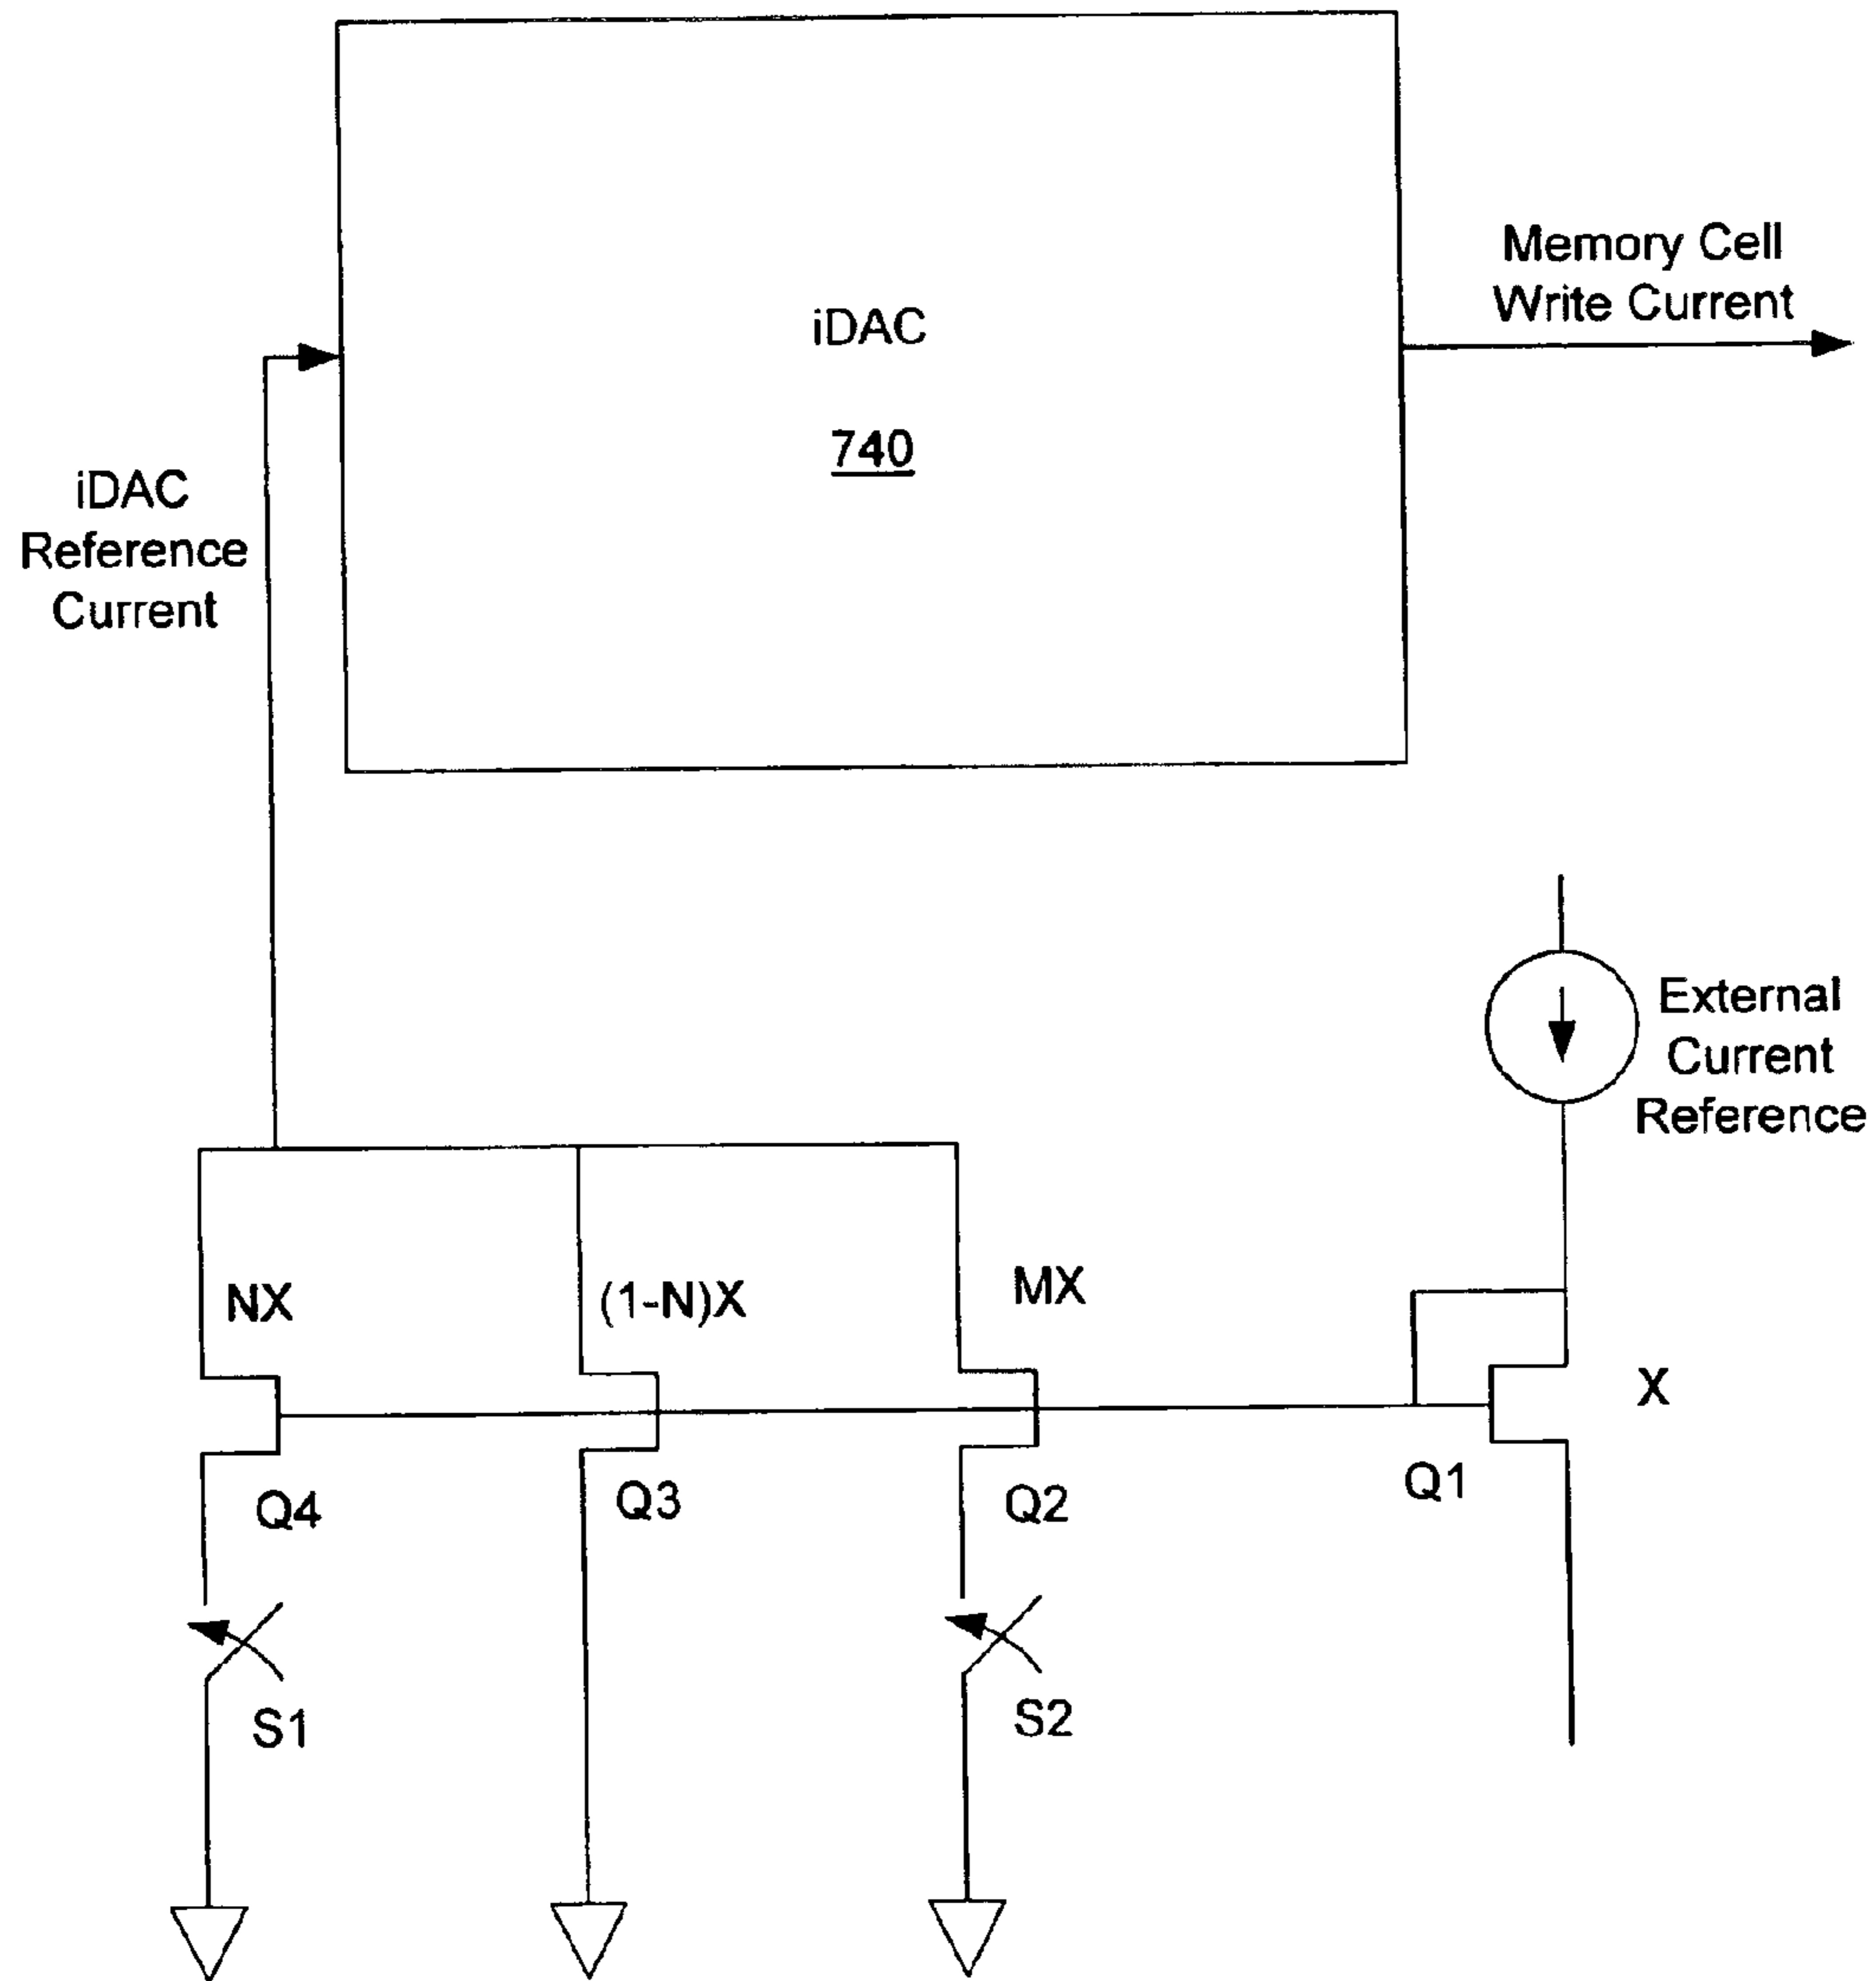 iDAC
740
Memory Cell
Write Current
iDAC
Reference
Current
External
Current
Reference
NX
(1-N)X
MX
X
Q4
Q3
Q2
Q1
S1
S2